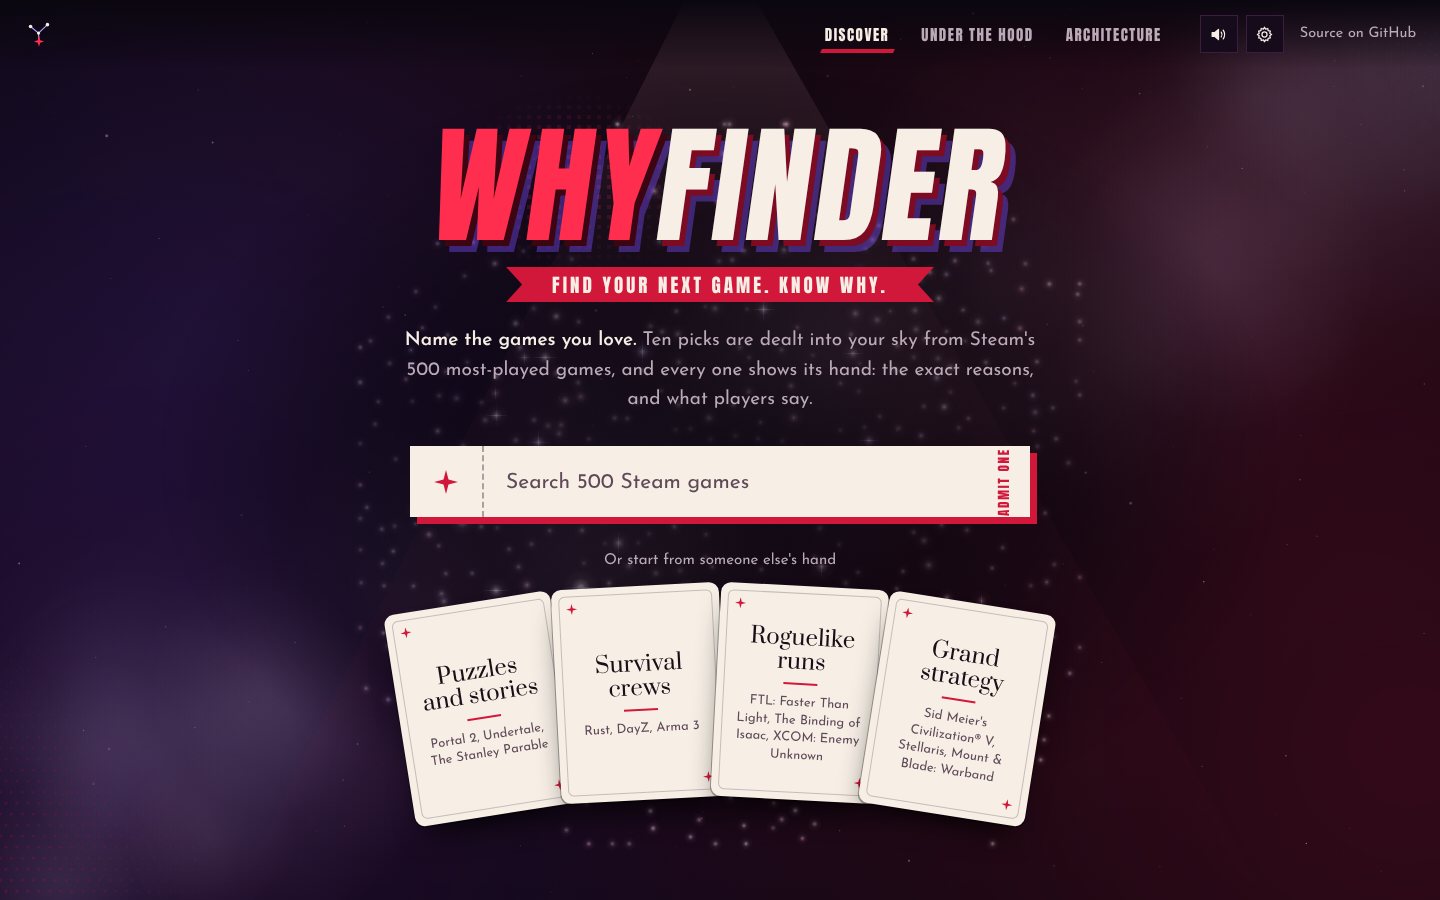 DISCOVER
UNDER THE HOOD
ARCHITECTURE
Source on GitHub
WHYFINDER
FIND YOUR NEXT GAME. KNOW WHY.
Name the games you love. Ten picks are dealt into your sky from Steam's
500 most-played games, and every one shows its hand: the exact reasons,
and what players say.
Search 500 Steam games
ADMIT ONE
Or start from someone else's hand
Puzzles
and stories
Portal 2, Undertale,
The Stanley Parable
Survival
crews
Rust, DayZ, Arma 3
Roguelike
runs
FTL: Faster Than
Light, The Binding of
Isaac, XCOM: Enemy
Unknown
Grand
strategy
Sid Meier's
Civilization® V,
Stellaris, Mount &
Blade: Warband